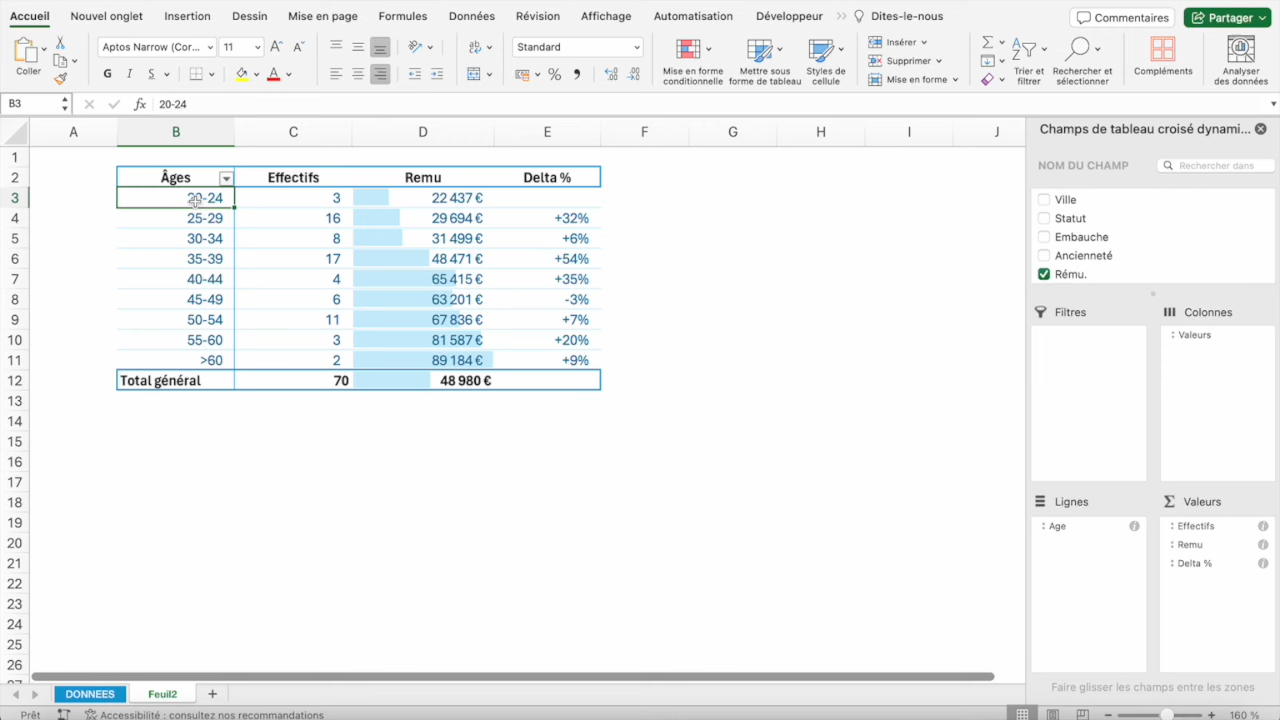 Accueil Nouvel onglet Insertion Dessin Mise en page Formules Données Révision Affichage Automatisation Développeur >> Dites-le-nous Commentaires Partager
Coller
Aptos Narrow (Cor... 11 A A
G I S A
Standard
% ,
Mise en forme conditionnelle
Mettre sous forme de tableau
Styles de cellule
Insérer
Supprimer
Mise en forme
Trier et filtrer
Rechercher et sélectionner
Compléments
Analyser des données
B3 fx 20-24
A B C D E F G H I J
1
2 Âges Effectifs Remu Delta %
3 20-24 3 22 437 €
4 25-29 16 29 694 € +32%
5 30-34 8 31 499 € +6%
6 35-39 17 48 471 € +54%
7 40-44 4 65 415 € +35%
8 45-49 6 63 201 € -3%
9 50-54 11 67 836 € +7%
10 55-60 3 81 587 € +20%
11 >60 2 89 184 € +9%
12 Total général 70 48 980 €
13
14
15
16
17
18
19
20
21
22
23
24
25
26
Champs de tableau croisé dynami...
NOM DU CHAMP Rechercher dans
Ville
Statut
Embauche
Ancienneté
Rému.
Filtres Colonnes
Valeurs
Lignes Σ Valeurs
Age Effectifs
Remu
Delta %
Faire glisser les champs entre les zones
DONNEES Feuil2 +
Prêt Accessibilité : consultez nos recommandations 160 %